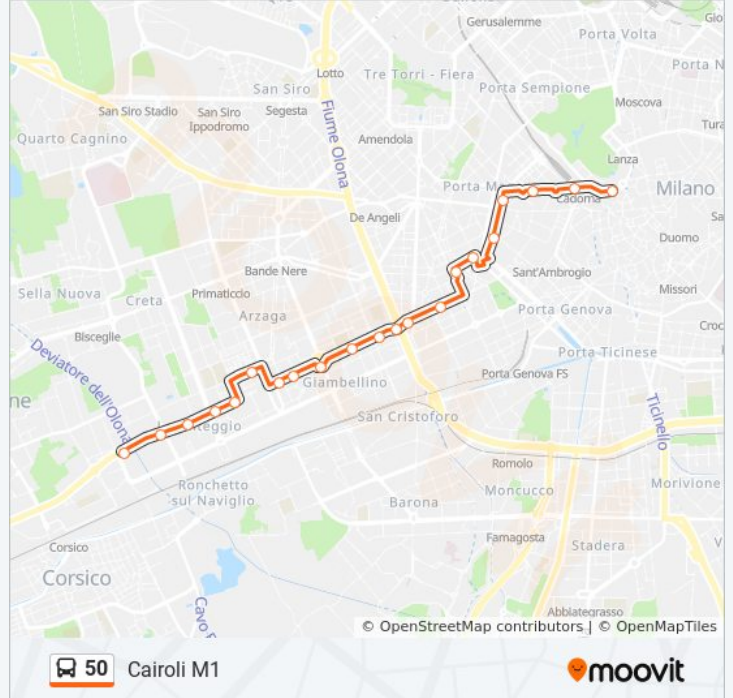 Gerusalemme
Gio
Porta Volta
Lotto
Tre Torri - Fiera
Porta N
San Siro
Porta Sempione
San Siro Stadio
San Siro
Ippodromo
Segesta
Moscova
Fiume Olona
Tura
Quarto Cagnino
Amendola
Lanza
Porta M
Milano
Cadorna
De Angeli
Sa
Duomo
Bande Nere
Sant'Ambrogio
Sella Nuova
Creta
Primaticcio
Missori
Arzaga
Porta Genova
Croc
Bisceglie
Deviatore dell'Olona
Porta Ticinese
Porta Genova FS
Giambellino
ne
Ticinello
San Cristoforo
eggio
Romolo
Ronchetto
sul Naviglio
Moncucco
Morivione
Barona
Famagosta
Stadera
V
Corsico
Corsico
Cavo
Abbiategrasso
© OpenStreetMap contributors | © OpenMapTiles
50 Cairoli M1
moovit